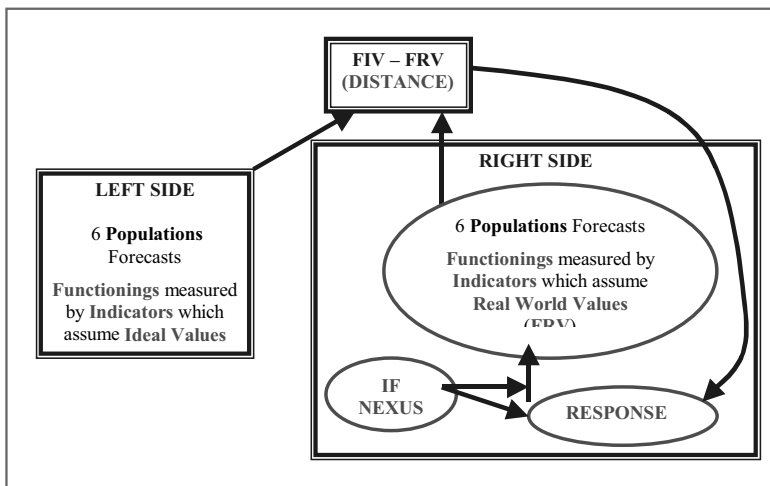 FIV – FRV
(DISTANCE)
LEFT SIDE
6 Populations
Forecasts
Functionings measured
by Indicators which
assume Ideal Values
RIGHT SIDE
6 Populations Forecasts
Functionings measured by
Indicators which assume
Real World Values
(FRV)
IF
NEXUS
RESPONSE